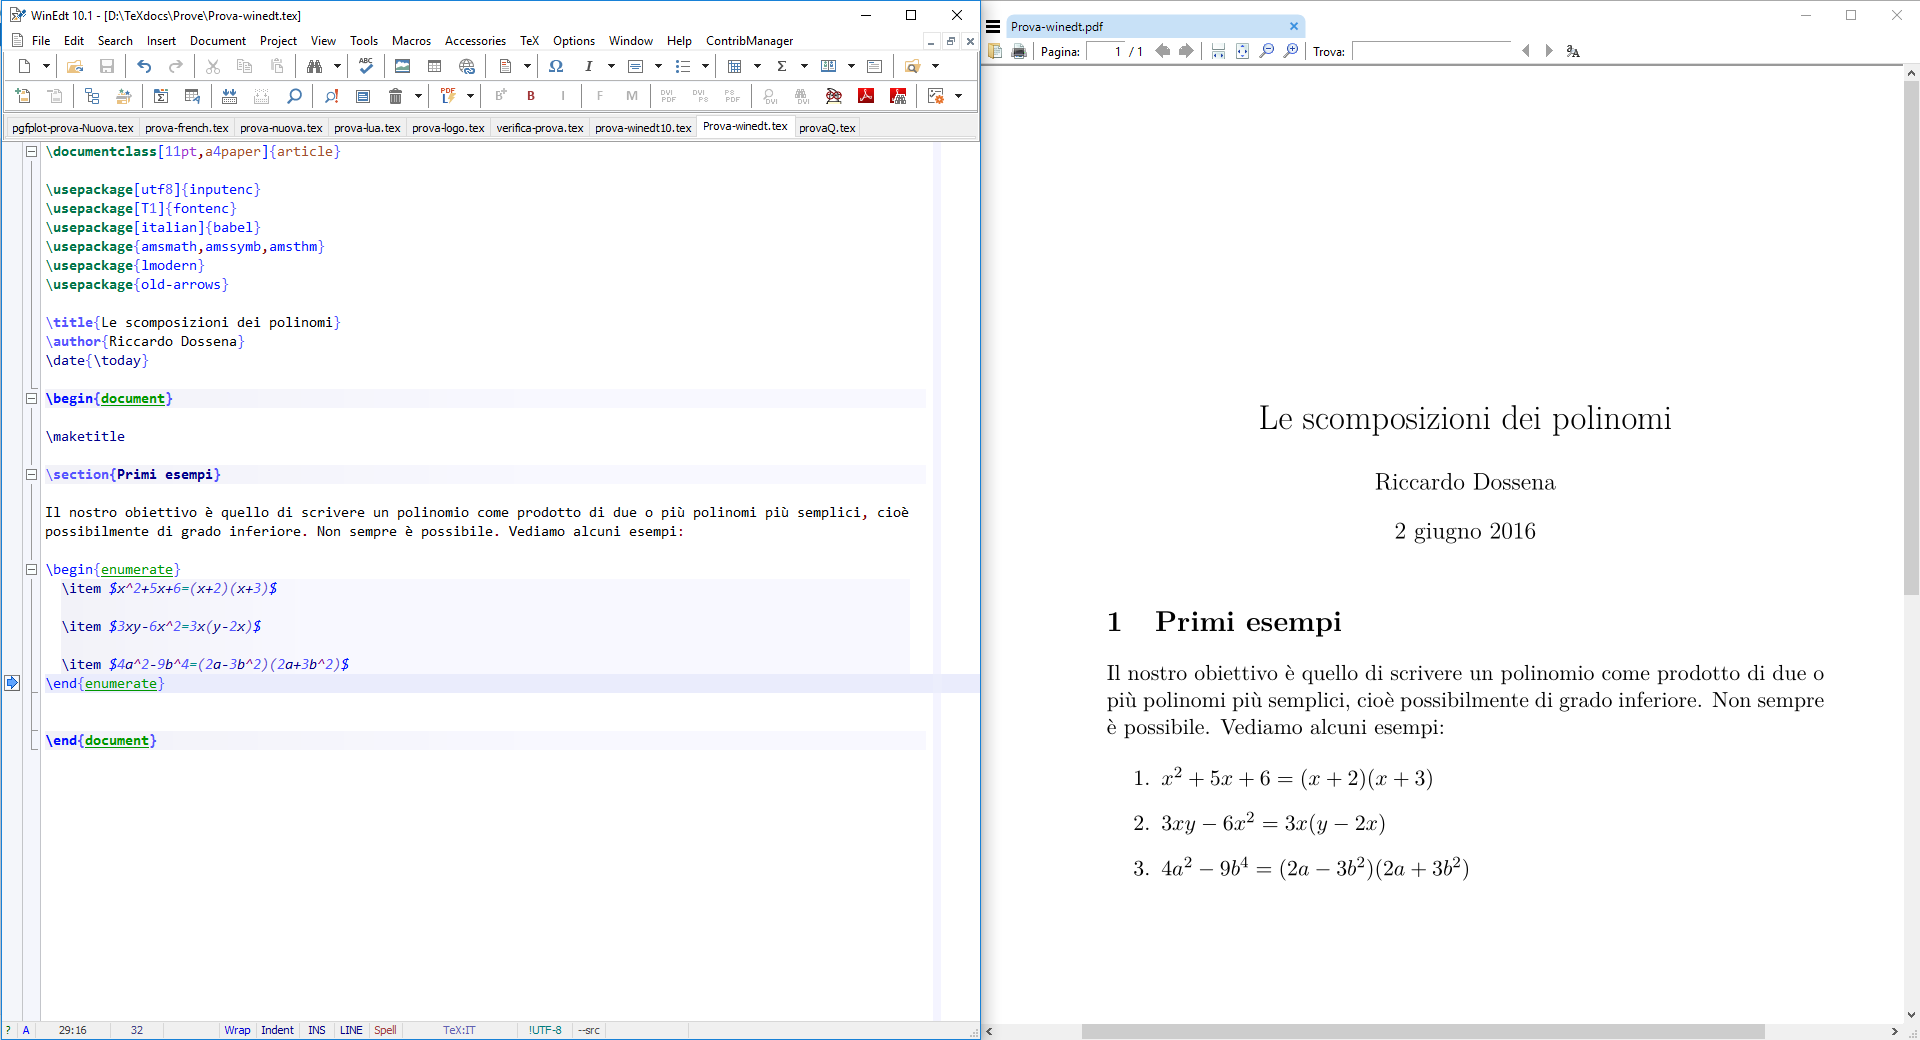 WinEdt 10.1 - [D:\TeXdocs\Prove\Prova-winedt.tex]
File Edit Search Insert Document Project View Tools Macros Accessories TeX Options Window Help ContribManager
pgfplot-prova-Nuova.tex prova-french.tex prova-nuova.tex prova-lua.tex prova-logo.tex verifica-prova.tex prova-winedt10.tex Prova-winedt.tex provaQ.tex
\documentclass[11pt,a4paper]{article}
\usepackage[utf8]{inputenc}
\usepackage[T1]{fontenc}
\usepackage[italian]{babel}
\usepackage{amsmath,amssymb,amsthm}
\usepackage{lmodern}
\usepackage{old-arrows}
\title{Le scomposizioni dei polinomi}
\author{Riccardo Dossena}
\date{\today}
\begin{document}
\maketitle
\section{Primi esempi}
Il nostro obiettivo è quello di scrivere un polinomio come prodotto di due o più polinomi più semplici, cioè
possibilmente di grado inferiore. Non sempre è possibile. Vediamo alcuni esempi:
\begin{enumerate}
\item $x^2+5x+6=(x+2)(x+3)$
\item $3xy-6x^2=3x(y-2x)$
\item $4a^2-9b^4=(2a-3b^2)(2a+3b^2)$
\end{enumerate}
\end{document}
? A 29:16 32 Wrap Indent INS LINE Spell TeX:IT !UTF-8 --src
Prova-winedt.pdf
Pagina: 1 / 1 Trova:
Le scomposizioni dei polinomi
Riccardo Dossena
2 giugno 2016
1 Primi esempi
Il nostro obiettivo è quello di scrivere un polinomio come prodotto di due o
più polinomi più semplici, cioè possibilmente di grado inferiore. Non sempre
è possibile. Vediamo alcuni esempi:
1. x² + 5x + 6 = (x + 2)(x + 3)
2. 3xy − 6x² = 3x(y − 2x)
3. 4a² − 9b⁴ = (2a − 3b²)(2a + 3b²)